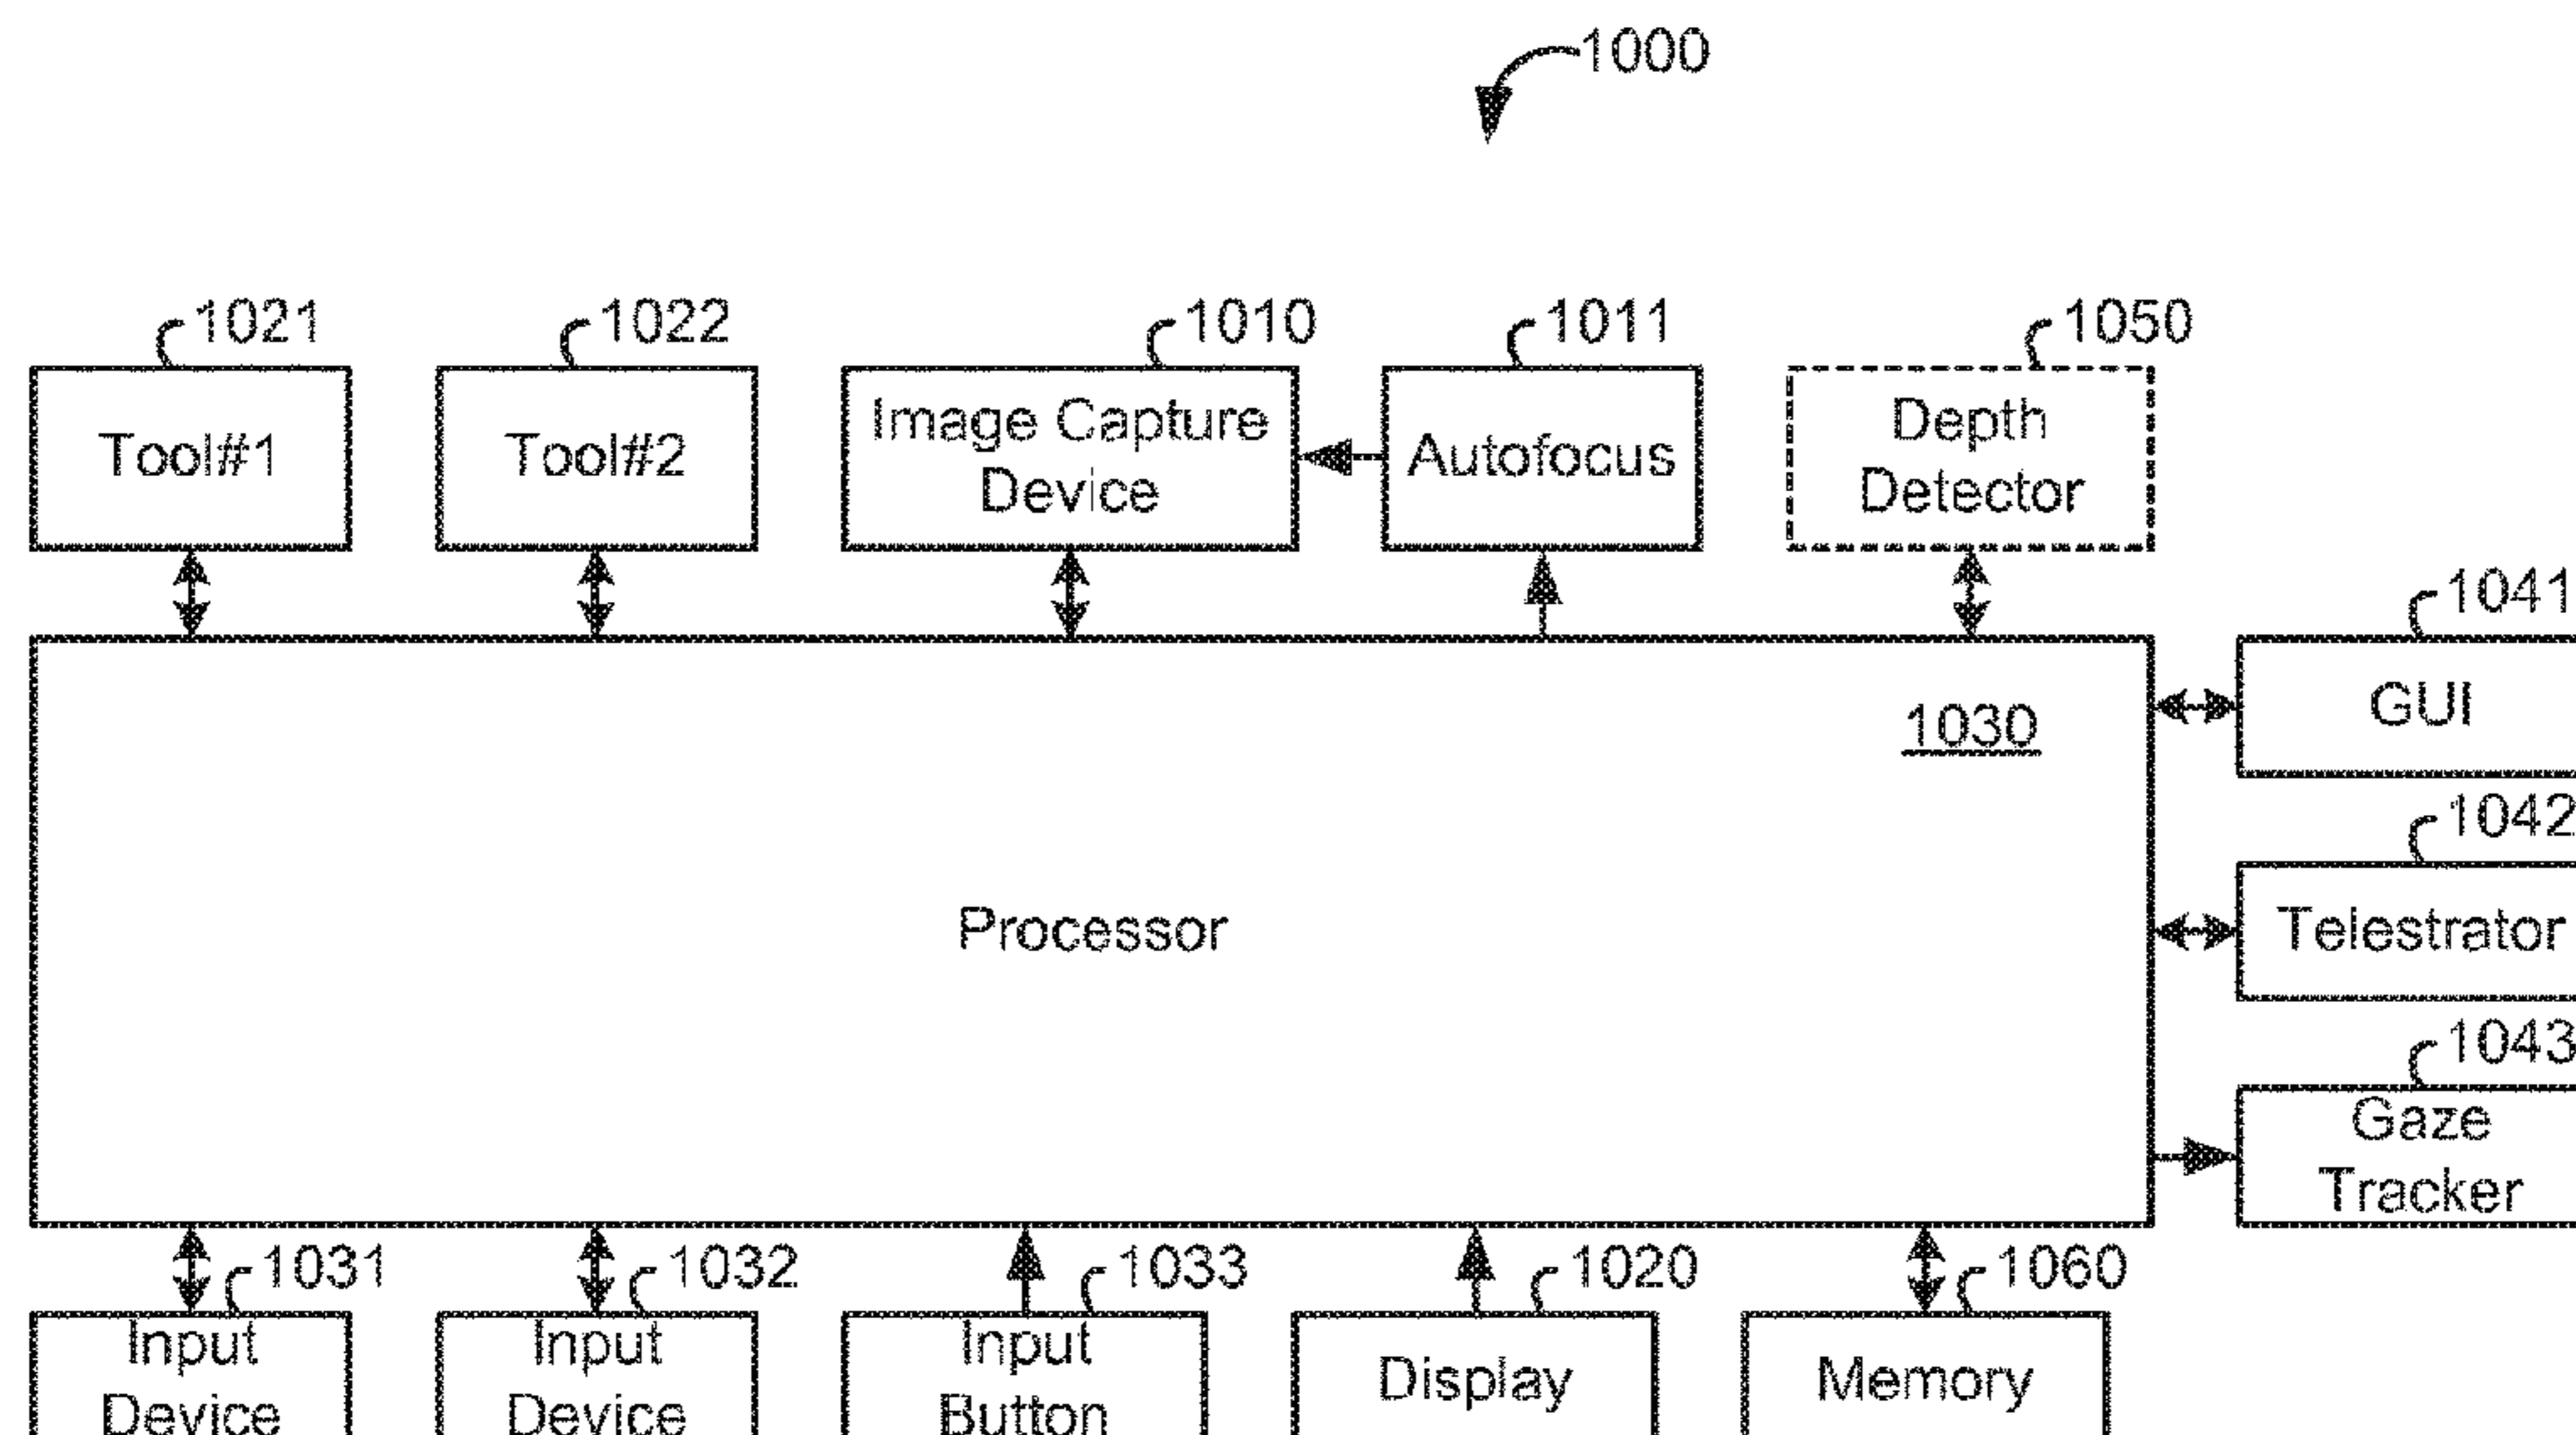 1000
1021
1022
1010
1011
1050
Tool#1
Tool#2
Image Capture
Device
Autofocus
Depth
Detector
1030
Processor
1041
GUI
1042
Telestrator
1043
Gaze
Tracker
1031
1032
1033
1020
1060
Input
Device
Input
Device
Input
Button
Display
Memory